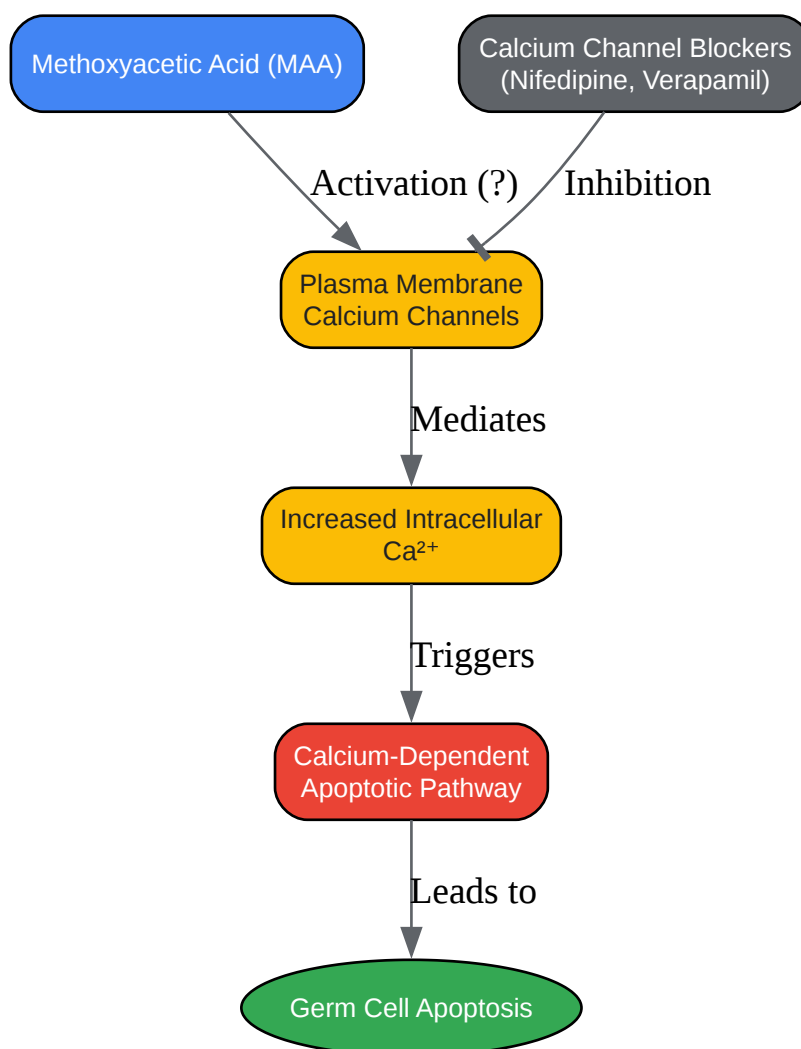 Methoxyacetic Acid (MAA)
Calcium Channel Blockers
(Nifedipine, Verapamil)
Activation (?)
Inhibition
Plasma Membrane
Calcium Channels
Mediates
Increased Intracellular
Ca²⁺
Triggers
Calcium-Dependent
Apoptotic Pathway
Leads to
Germ Cell Apoptosis